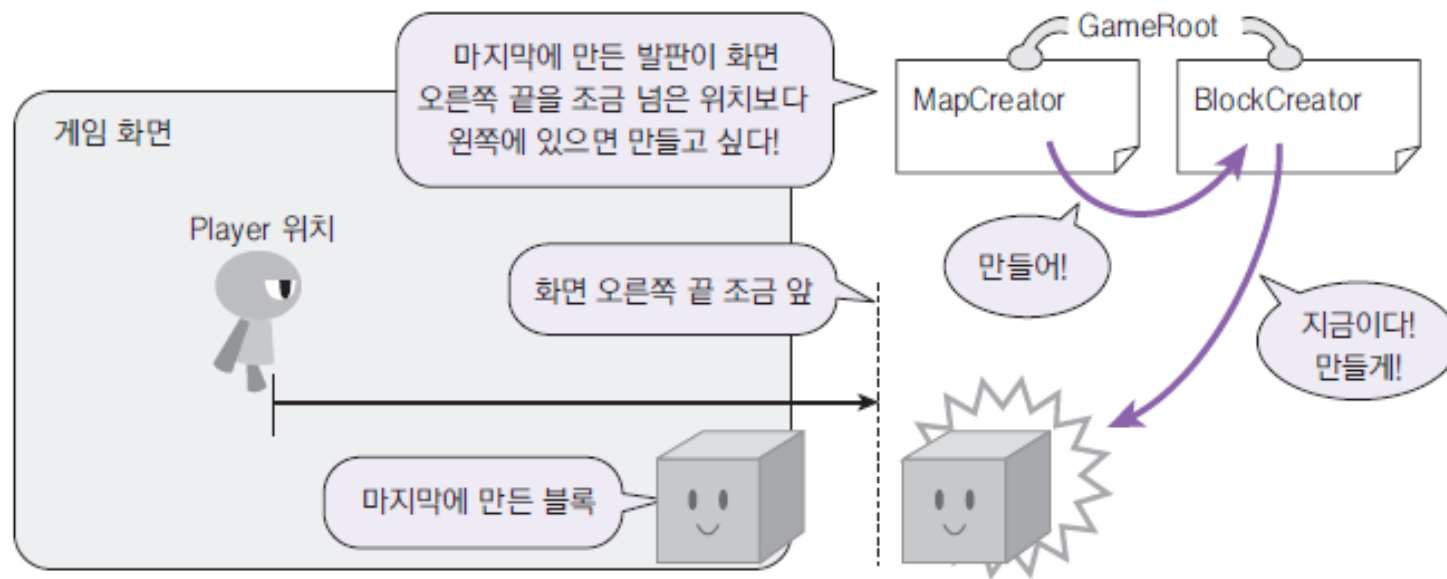 마지막에 만든 발판이 화면
오른쪽 끝을 조금 넘은 위치보다
왼쪽에 있으면 만들고 싶다!
GameRoot
MapCreator
BlockCreator
게임 화면
Player 위치
화면 오른쪽 끝 조금 앞
만들어!
지금이다!
만들게!
마지막에 만든 블록